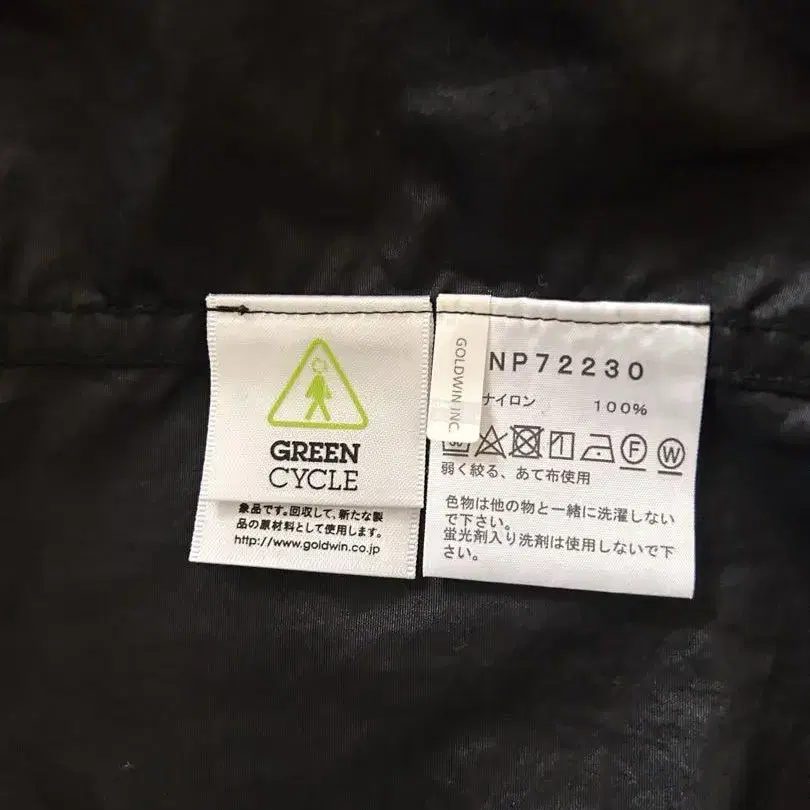 GREEN
CYCLE
象品です。回収して、新たな製
品の原材料として使用します。
http://www.goldwin.co.jp
GOLDWIN INC.
NP72230
ナイロン 100%
F W
弱く絞る、あて布使用
色物は他の物と一緒に洗濯しない
で下さい。
蛍光剤入り洗剤は使用しないで下
さい。